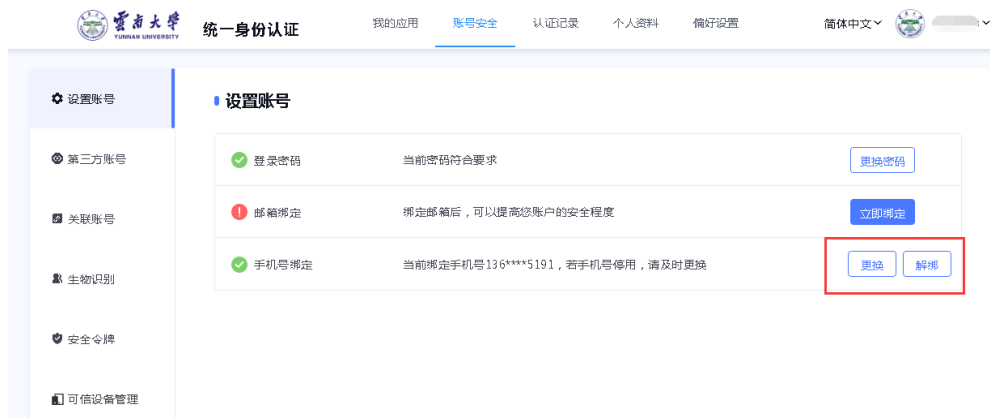 雲南大學 YUNNAN UNIVERSITY 统一身份认证 我的应用 账号安全 认证记录 个人资料 偏好设置 简体中文
设置账号
第三方账号
关联账号
生物识别
安全令牌
可信设备管理
设置账号
登录密码 当前密码符合要求 更换密码
邮箱绑定 绑定邮箱后，可以提高您账户的安全程度 立即绑定
手机号绑定 当前绑定手机号136****5191，若手机号停用，请及时更换 更换 解绑